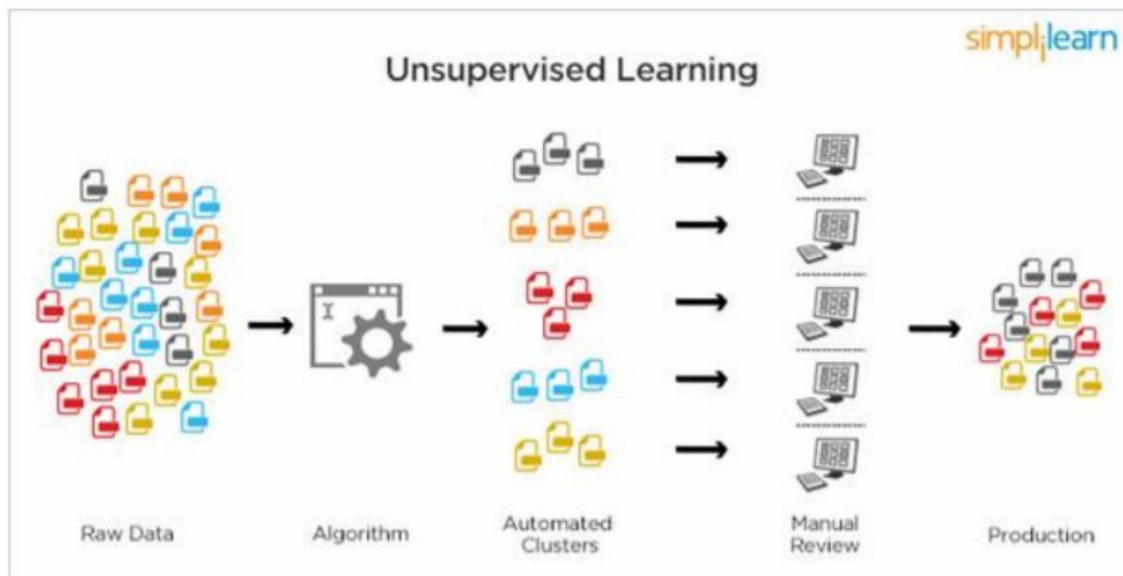 simplilearn
Unsupervised Learning
Raw Data
Algorithm
Automated
Clusters
Manual
Review
Production